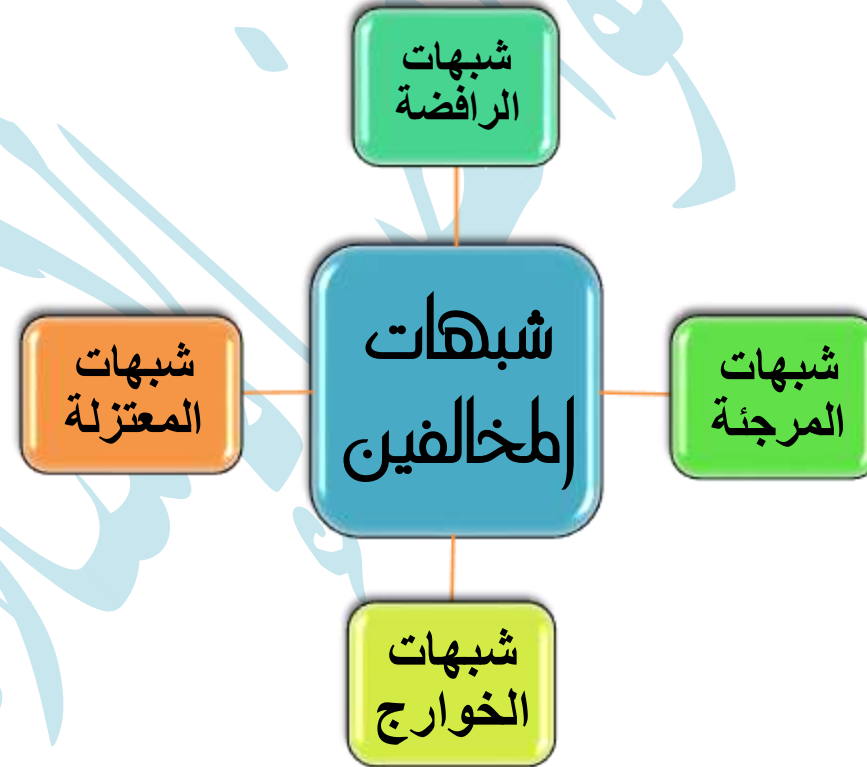 شبهات
الرافضة
شبهات
المخالفين
شبهات
المرجئة
شبهات
المعتزلة
شبهات
الخوارج